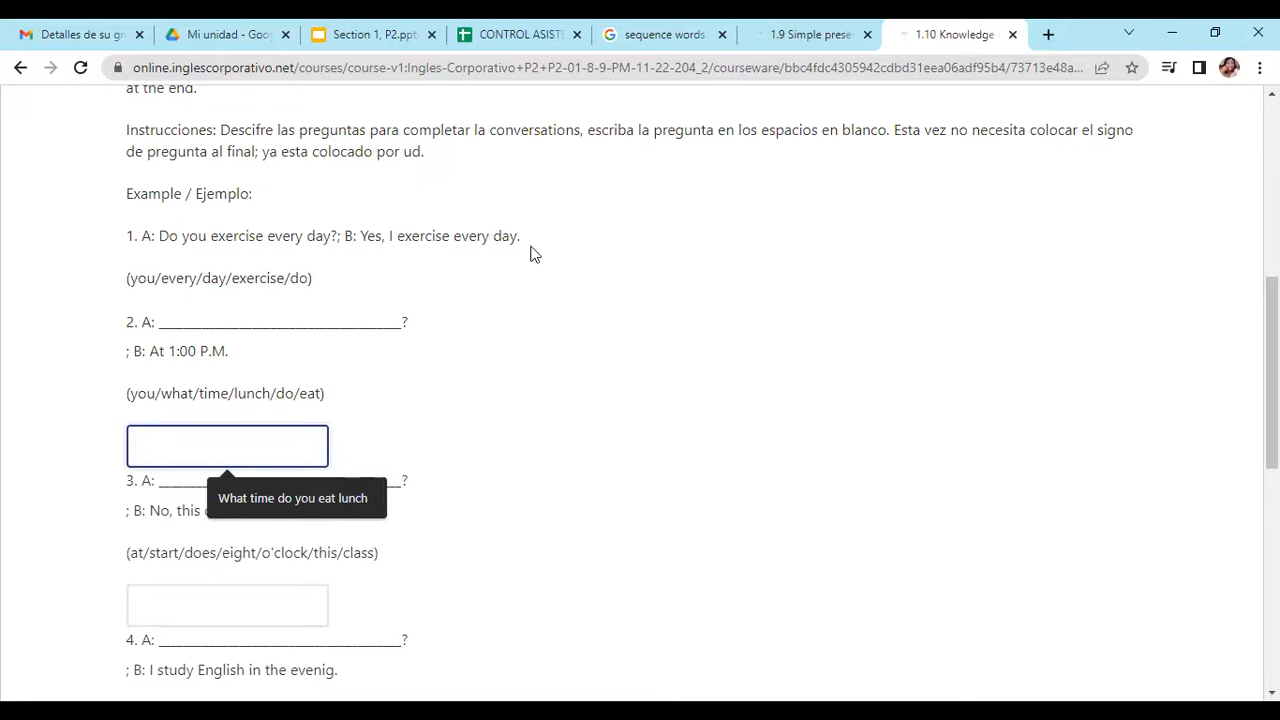 Detalles de su gr
Mi unidad - Goo
Section 1, P2.ppt
CONTROL ASIST
sequence words
1.9 Simple prese
1.10 Knowledge
online.inglescorporativo.net/courses/course-v1:Ingles-Corporativo+P2+P2-01-8-9-PM-11-22-204_2/courseware/bbc4fdc4305942cdbd31eea06adf95b4/73713e48a...
at the end.
Instrucciones: Descifre las preguntas para completar la conversations, escriba la pregunta en los espacios en blanco. Esta vez no necesita colocar el signo
de pregunta al final; ya esta colocado por ud.
Example / Ejemplo:
1. A: Do you exercise every day?; B: Yes, I exercise every day.
(you/every/day/exercise/do)
2. A: ________________________________?
; B: At 1:00 P.M.
(you/what/time/lunch/do/eat)
3. A: ________________________________?
What time do you eat lunch
; B: No, this
(at/start/does/eight/o'clock/this/class)
4. A: ________________________________?
; B: I study English in the evenig.